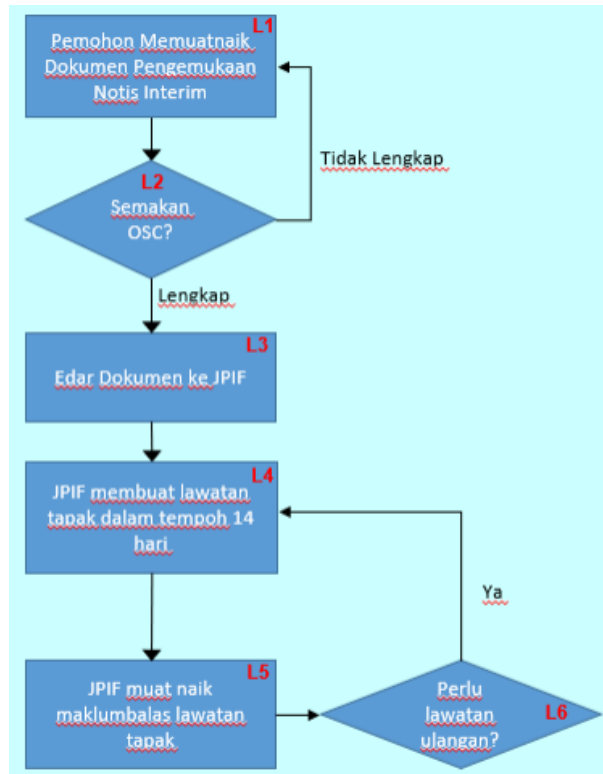 L1
Pemohon Memuatnaik
Dokumen Pengemukaan
Notis Interim
Tidak Lengkap
L2
Semakan
OSC?
Lengkap
L3
Edar Dokumen ke JPIF
L4
JPIF membuat lawatan
tapak dalam tempoh 14
hari
Ya
L5
JPIF muat naik
maklumbalas lawatan
tapak
Perlu
lawatan L6
ulangan?